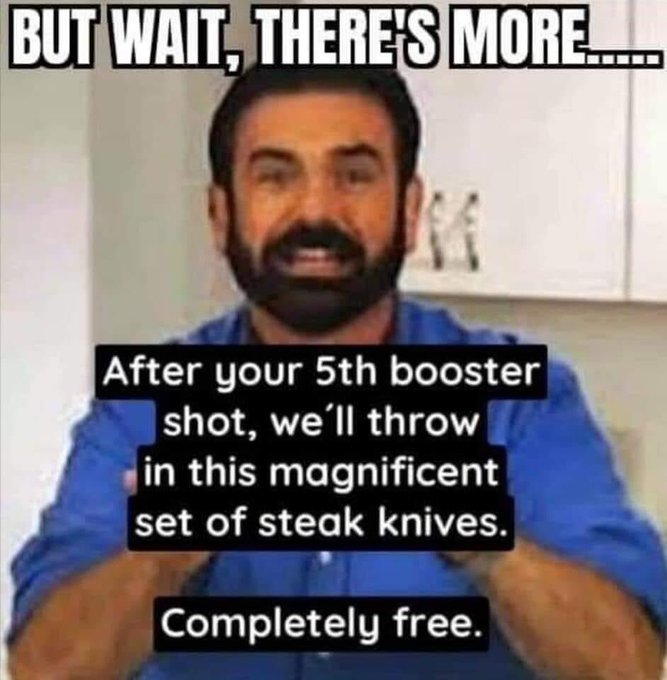 BUT WAIT, THERE'S MORE......
After your 5th booster
shot, we´ll throw
in this magnificent
set of steak knives.
Completely free.